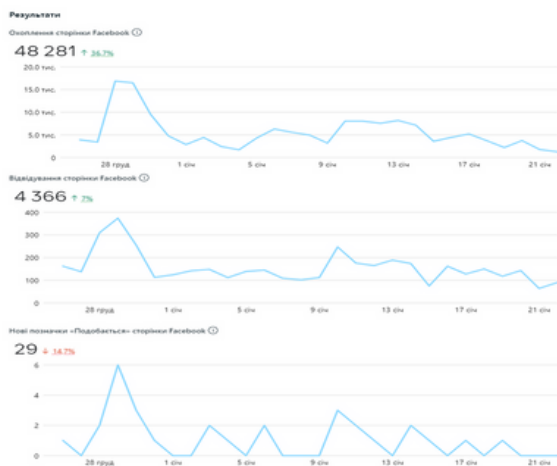 Результати
Охоплення сторінки Facebook
48 281 ↑ 36.7%
20.0 тис.
15.0 тис.
10.0 тис.
5.0 тис.
0
28 груд 1 січ 5 січ 9 січ 13 січ 17 січ 21 січ
Відвідування сторінки Facebook
4 366 ↑ 7%
400
300
200
100
0
28 груд 1 січ 5 січ 9 січ 13 січ 17 січ 21 січ
Нові позначки «Подобається» сторінки Facebook
29 ↓ 14.7%
6
4
2
0
28 груд 1 січ 5 січ 9 січ 13 січ 17 січ 21 січ